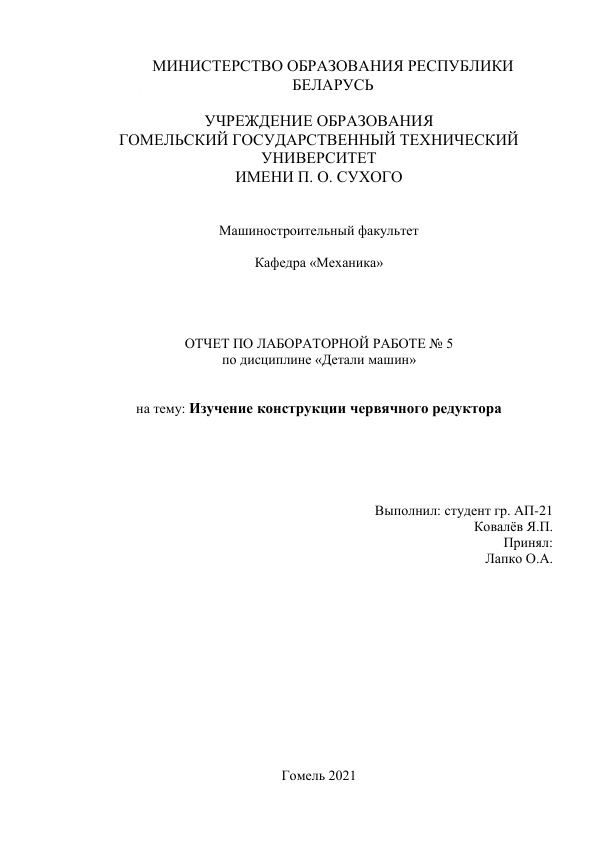 МИНИСТЕРСТВО ОБРАЗОВАНИЯ РЕСПУБЛИКИ
БЕЛАРУСЬ
УЧРЕЖДЕНИЕ ОБРАЗОВАНИЯ
ГОМЕЛЬСКИЙ ГОСУДАРСТВЕННЫЙ ТЕХНИЧЕСКИЙ
УНИВЕРСИТЕТ
ИМЕНИ П. О. СУХОГО
Машиностроительный факультет
Кафедра «Механика»
ОТЧЕТ ПО ЛАБОРАТОРНОЙ РАБОТЕ № 5
по дисциплине «Детали машин»
на тему: Изучение конструкции червячного редуктора
Выполнил: студент гр. АП-21
Ковалёв Я.П.
Принял:
Лапко О.А.
Гомель 2021